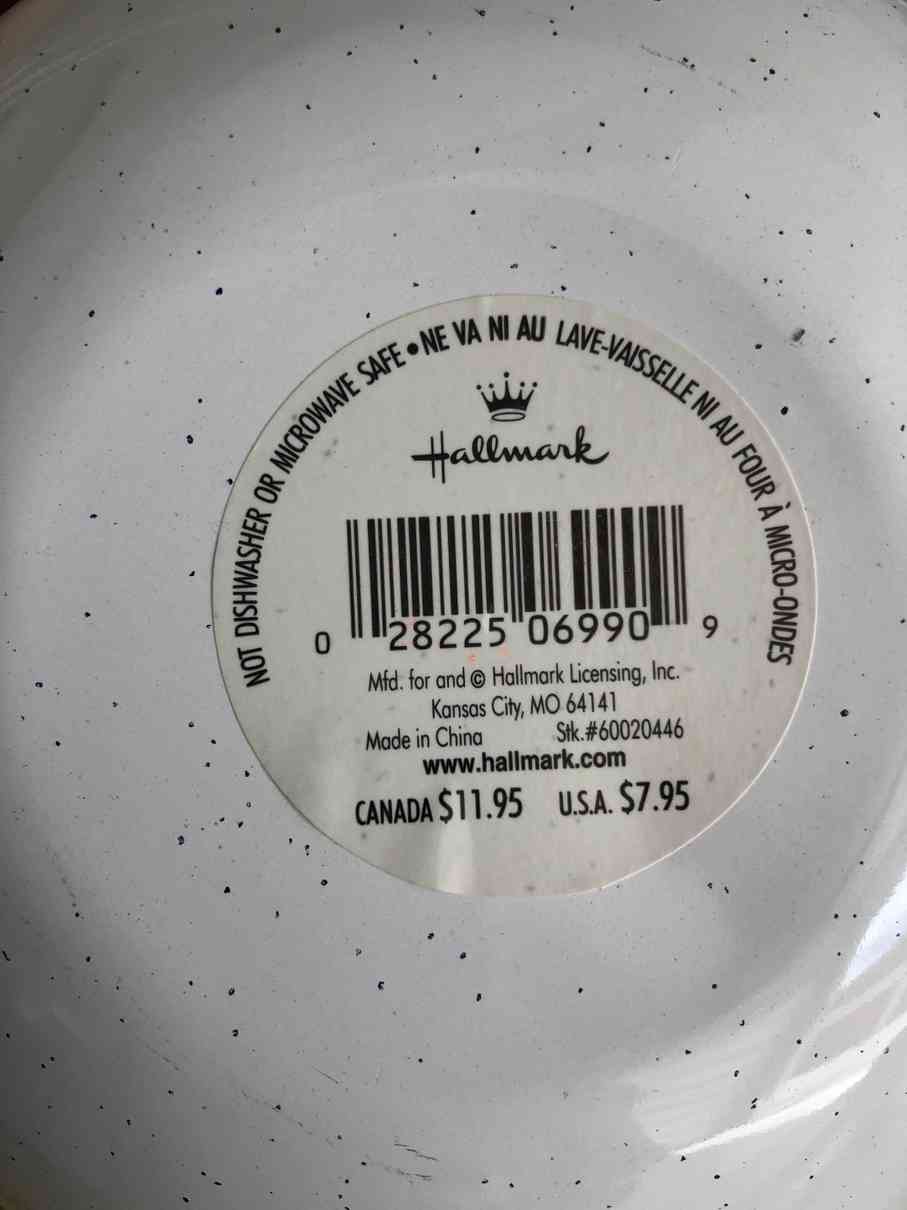 NOT DISHWASHER OR MICROWAVE SAFE • NE VA NI AU LAVE-VAISSELLE NI AU FOUR À MICRO-ONDES
Hallmark
0 28225 06990 9
Mfd. for and © Hallmark Licensing, Inc.
Kansas City, MO 64141
Made in China Stk.#60020446
www.hallmark.com
CANADA $11.95 U.S.A. $7.95